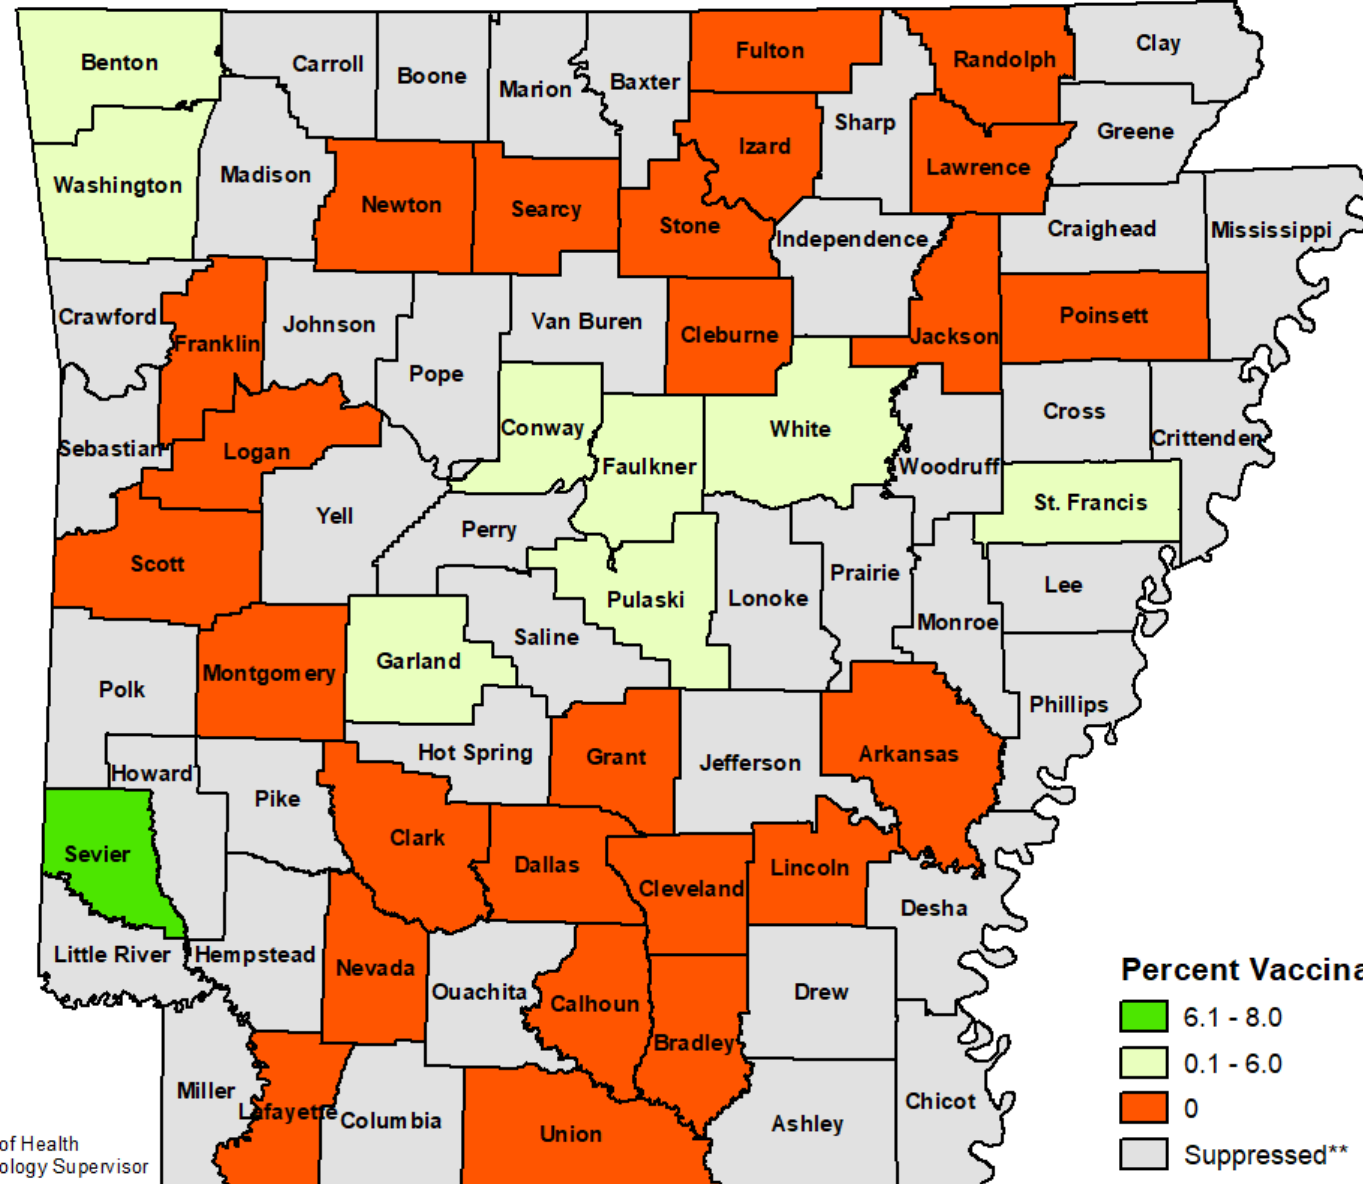 Benton
Carroll
Boone
Marion
Baxter
Fulton
Randolph
Clay
Sharp
Izard
Greene
Lawrence
Washington
Madison
Newton
Searcy
Stone
Independence
Craighead
Mississippi
Crawford
Franklin
Johnson
Pope
Van Buren
Cleburne
Jackson
Poinsett
Sebastian
Logan
Conway
Faulkner
White
Woodruff
Cross
Crittenden
Yell
Perry
St. Francis
Scott
Pulaski
Lonoke
Prairie
Monroe
Lee
Garland
Saline
Polk
Montgomery
Phillips
Hot Spring
Grant
Jefferson
Arkansas
Howard
Pike
Clark
Dallas
Cleveland
Lincoln
Sevier
Desha
Little River
Hempstead
Nevada
Ouachita
Calhoun
Bradley
Drew
Miller
Lafayette
Columbia
Union
Ashley
Chicot
Percent Vaccina
6.1 - 8.0
0.1 - 6.0
0
Suppressed**
of Health
ology Supervisor